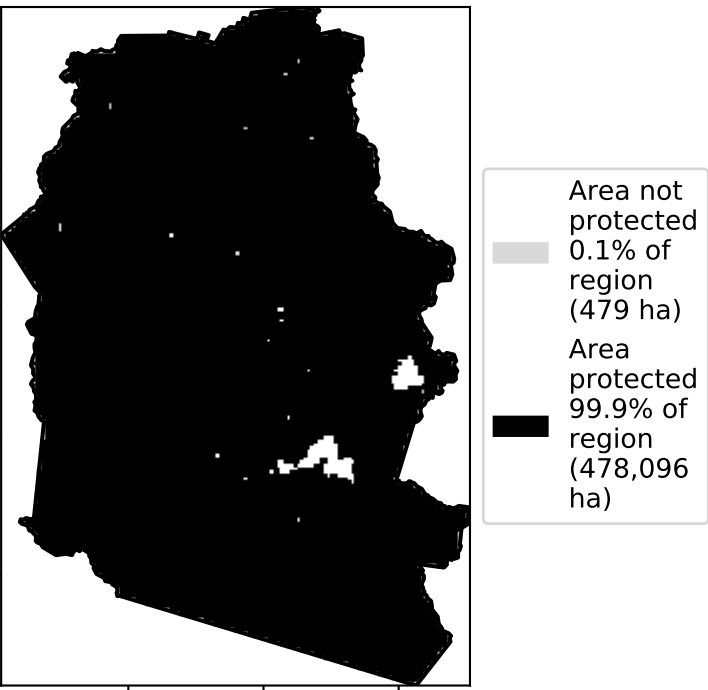 Area not
protected
0.1% of
region
(479 ha)
Area
protected
99.9% of
region
(478,096
ha)